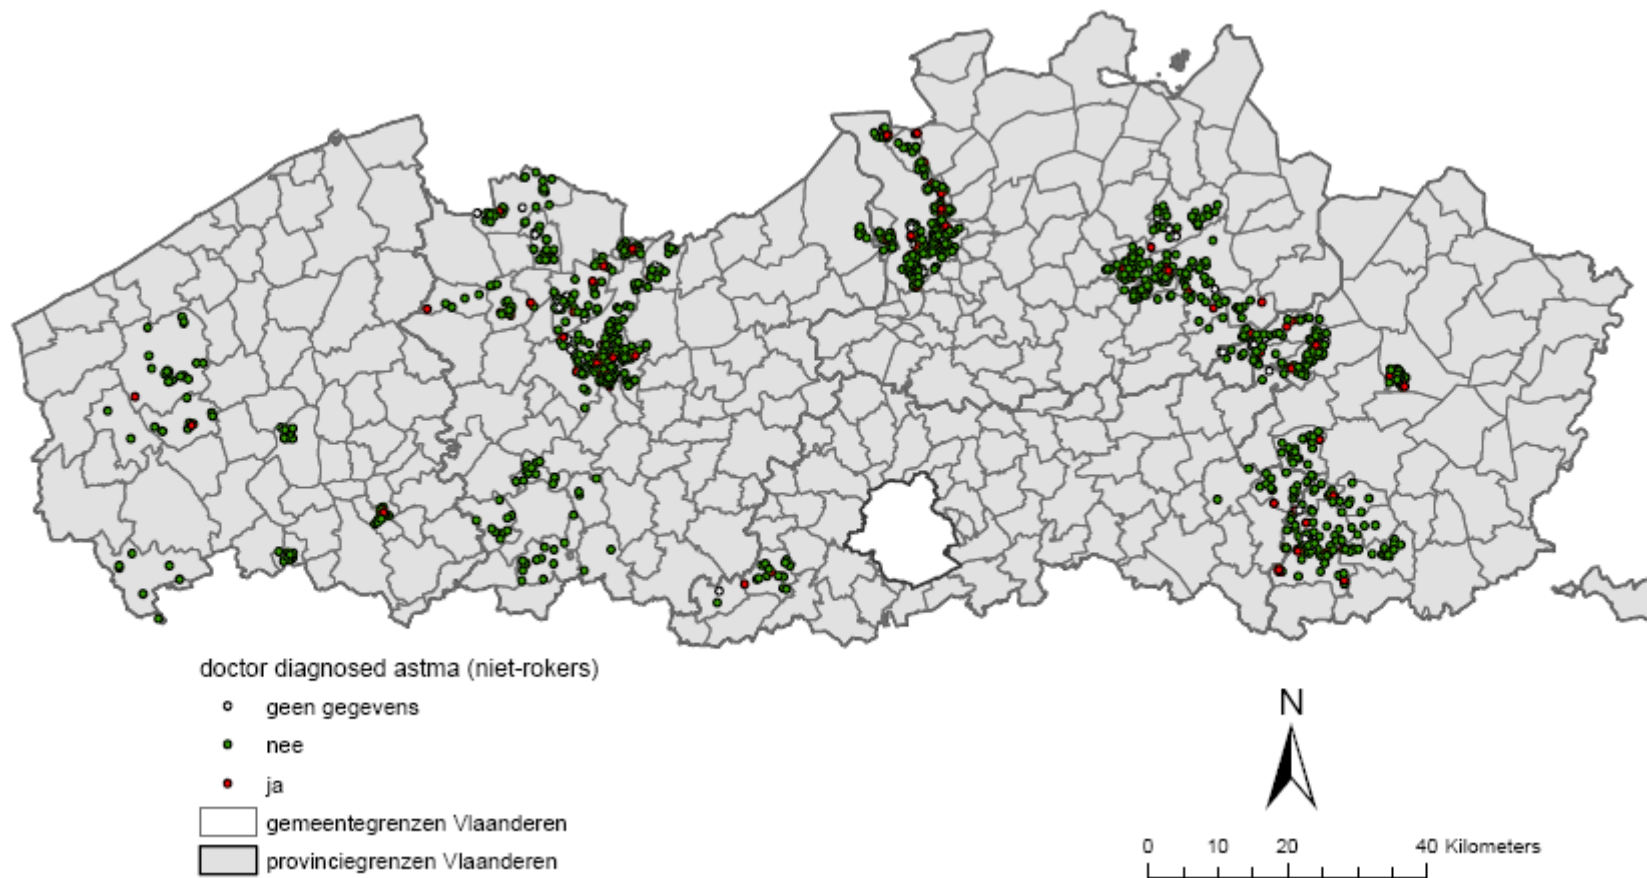 doctor diagnosed astma (niet-rokers)
geen gegevens
nee
ja
gemeentegrenzen Vlaanderen
provinciegrenzen Vlaanderen
N
0 10 20 40 Kilometers